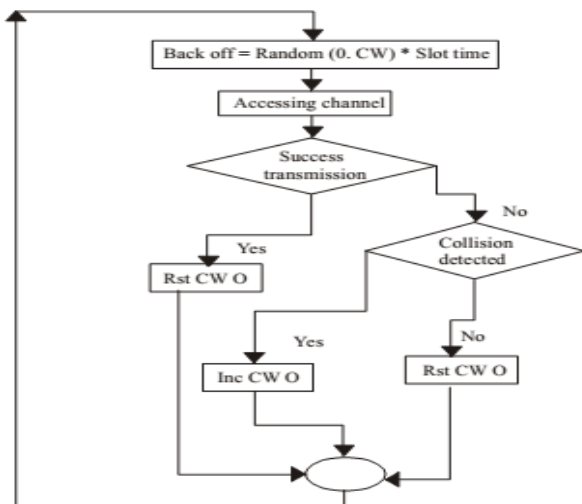 Back off = Random (0. CW) * Slot time
Accessing channel
Success
transmission
No
Yes
Collision
detected
Rst CW O
Yes
No
Inc CW O
Rst CW O